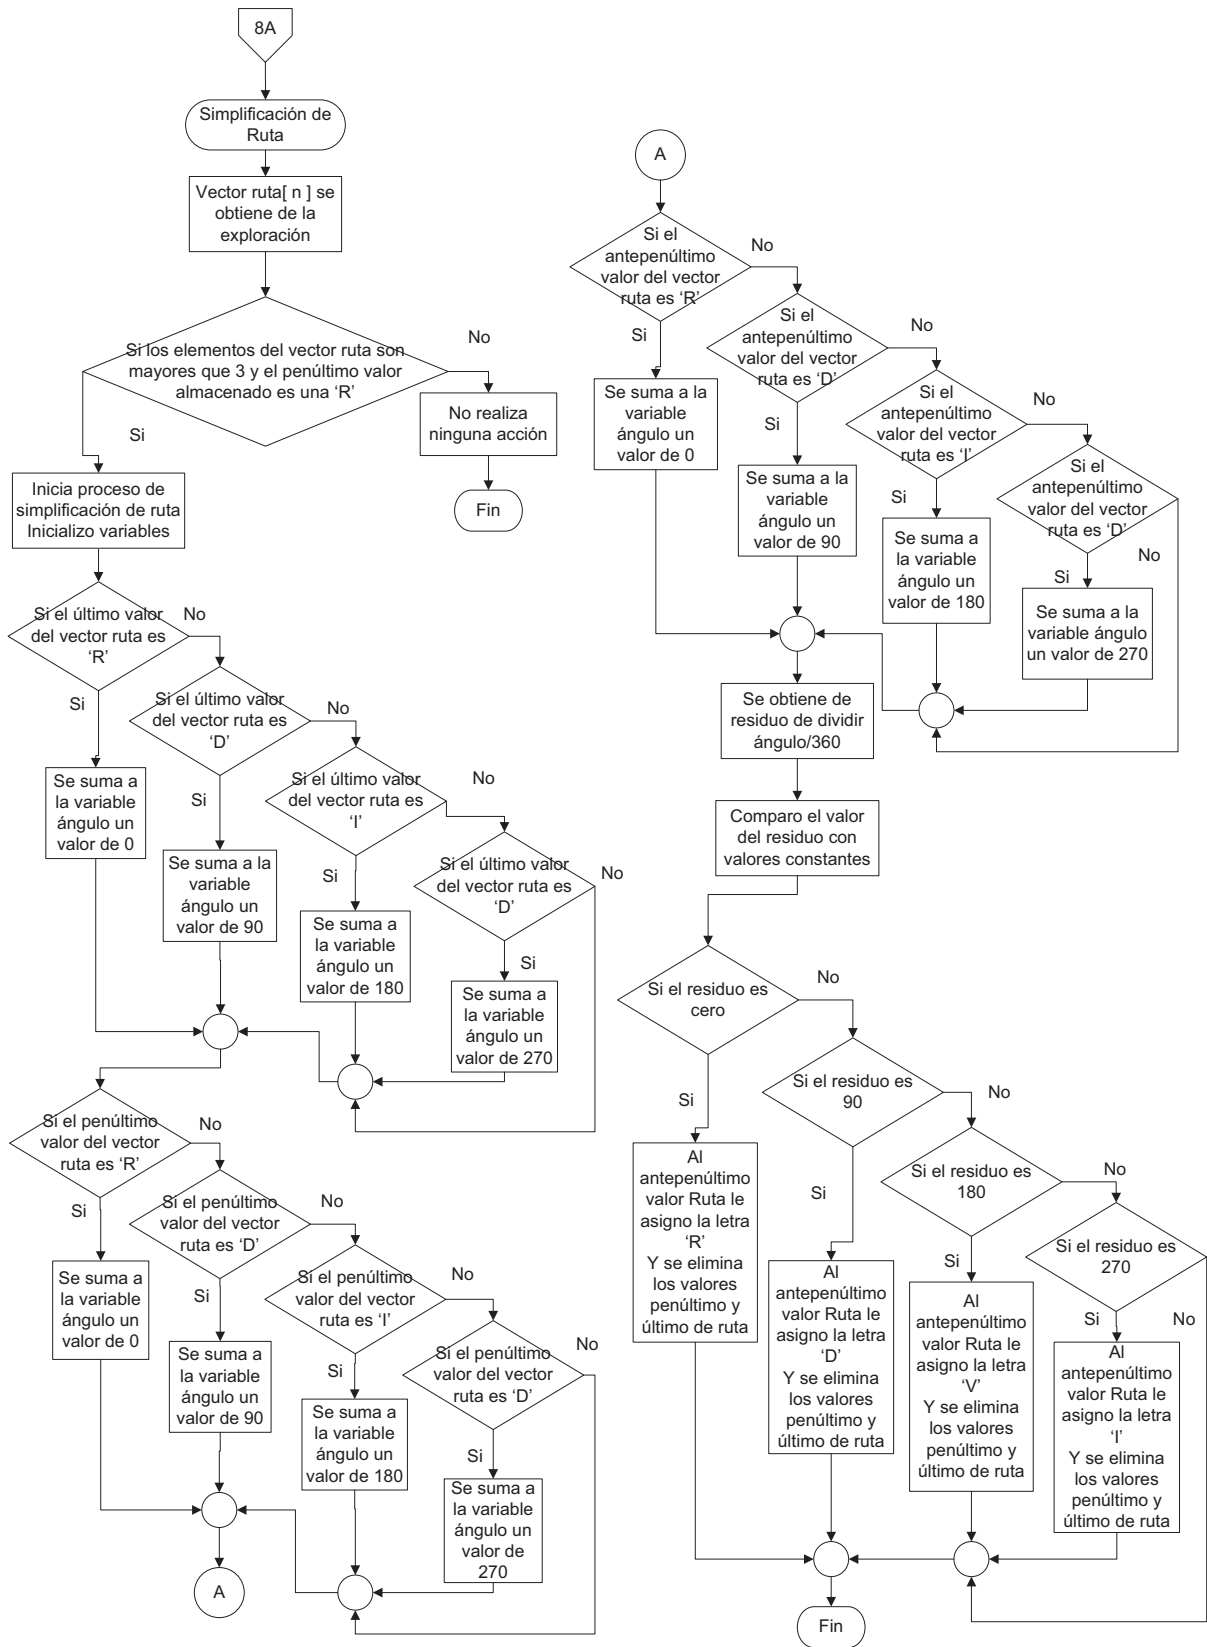 8A
Simplificación de
Ruta
Vector ruta[ n ] se
obtiene de la
exploración
Si los elementos del vector ruta son
mayores que 3 y el penúltimo valor
almacenado es una ‘R’
No
Si
No realiza
ninguna acción
Fin
Inicia proceso de
simplificación de ruta
Inicializo variables
Si el último valor
del vector ruta es
‘R’
No
Si
Se suma a
la variable
ángulo un
valor de 0
Si el último valor
del vector ruta es
‘D’
No
Si
Se suma a la
variable
ángulo un
valor de 90
Si el último valor
del vector ruta es
‘I’
No
Si
Se suma a
la variable
ángulo un
valor de 180
Si el último valor
del vector ruta es
‘D’
No
Si
Se suma a
la variable
ángulo un
valor de 270
Si el penúltimo
valor del vector
ruta es ‘R’
No
Si
Se suma a
la variable
ángulo un
valor de 0
Si el penúltimo
valor del vector
ruta es ‘D’
No
Si
Se suma a
la variable
ángulo un
valor de 90
Si el penúltimo
valor del vector
ruta es ‘I’
No
Si
Se suma a
la variable
ángulo un
valor de 180
Si el penúltimo
valor del vector
ruta es ‘D’
No
Si
Se suma a
la variable
ángulo un
valor de
270
A
A
Si el
antepenúltimo
valor del vector
ruta es ‘R’
No
Si
Se suma a la
variable
ángulo un
valor de 0
Si el
antepenúltimo
valor del vector
ruta es ‘D’
No
Si
Se suma a la
variable
ángulo un
valor de 90
Si el
antepenúltimo
valor del vector
ruta es ‘I’
No
Si
Se suma a
la variable
ángulo un
valor de 180
Si el
antepenúltimo
valor del vector
ruta es ‘D’
No
Si
Se suma a la
variable ángulo
un valor de 270
Se obtiene de
residuo de dividir
ángulo/360
Comparo el valor
del residuo con
valores constantes
Si el residuo es
cero
No
Si
Al
antepenúltimo
valor Ruta le
asigno la letra
‘R’
Y se elimina
los valores
penúltimo y
último de ruta
Si el residuo es
90
No
Si
Al
antepenúltimo
valor Ruta le
asigno la letra
‘D’
Y se elimina
los valores
penúltimo y
último de ruta
Si el residuo es
180
No
Si
Al
antepenúltimo
valor Ruta le
asigno la letra
‘V’
Y se elimina
los valores
penúltimo y
último de ruta
Si el residuo es
270
No
Si
Al
antepenúltimo
valor Ruta le
asigno la letra
‘I’
Y se elimina
los valores
penúltimo y
último de ruta
Fin